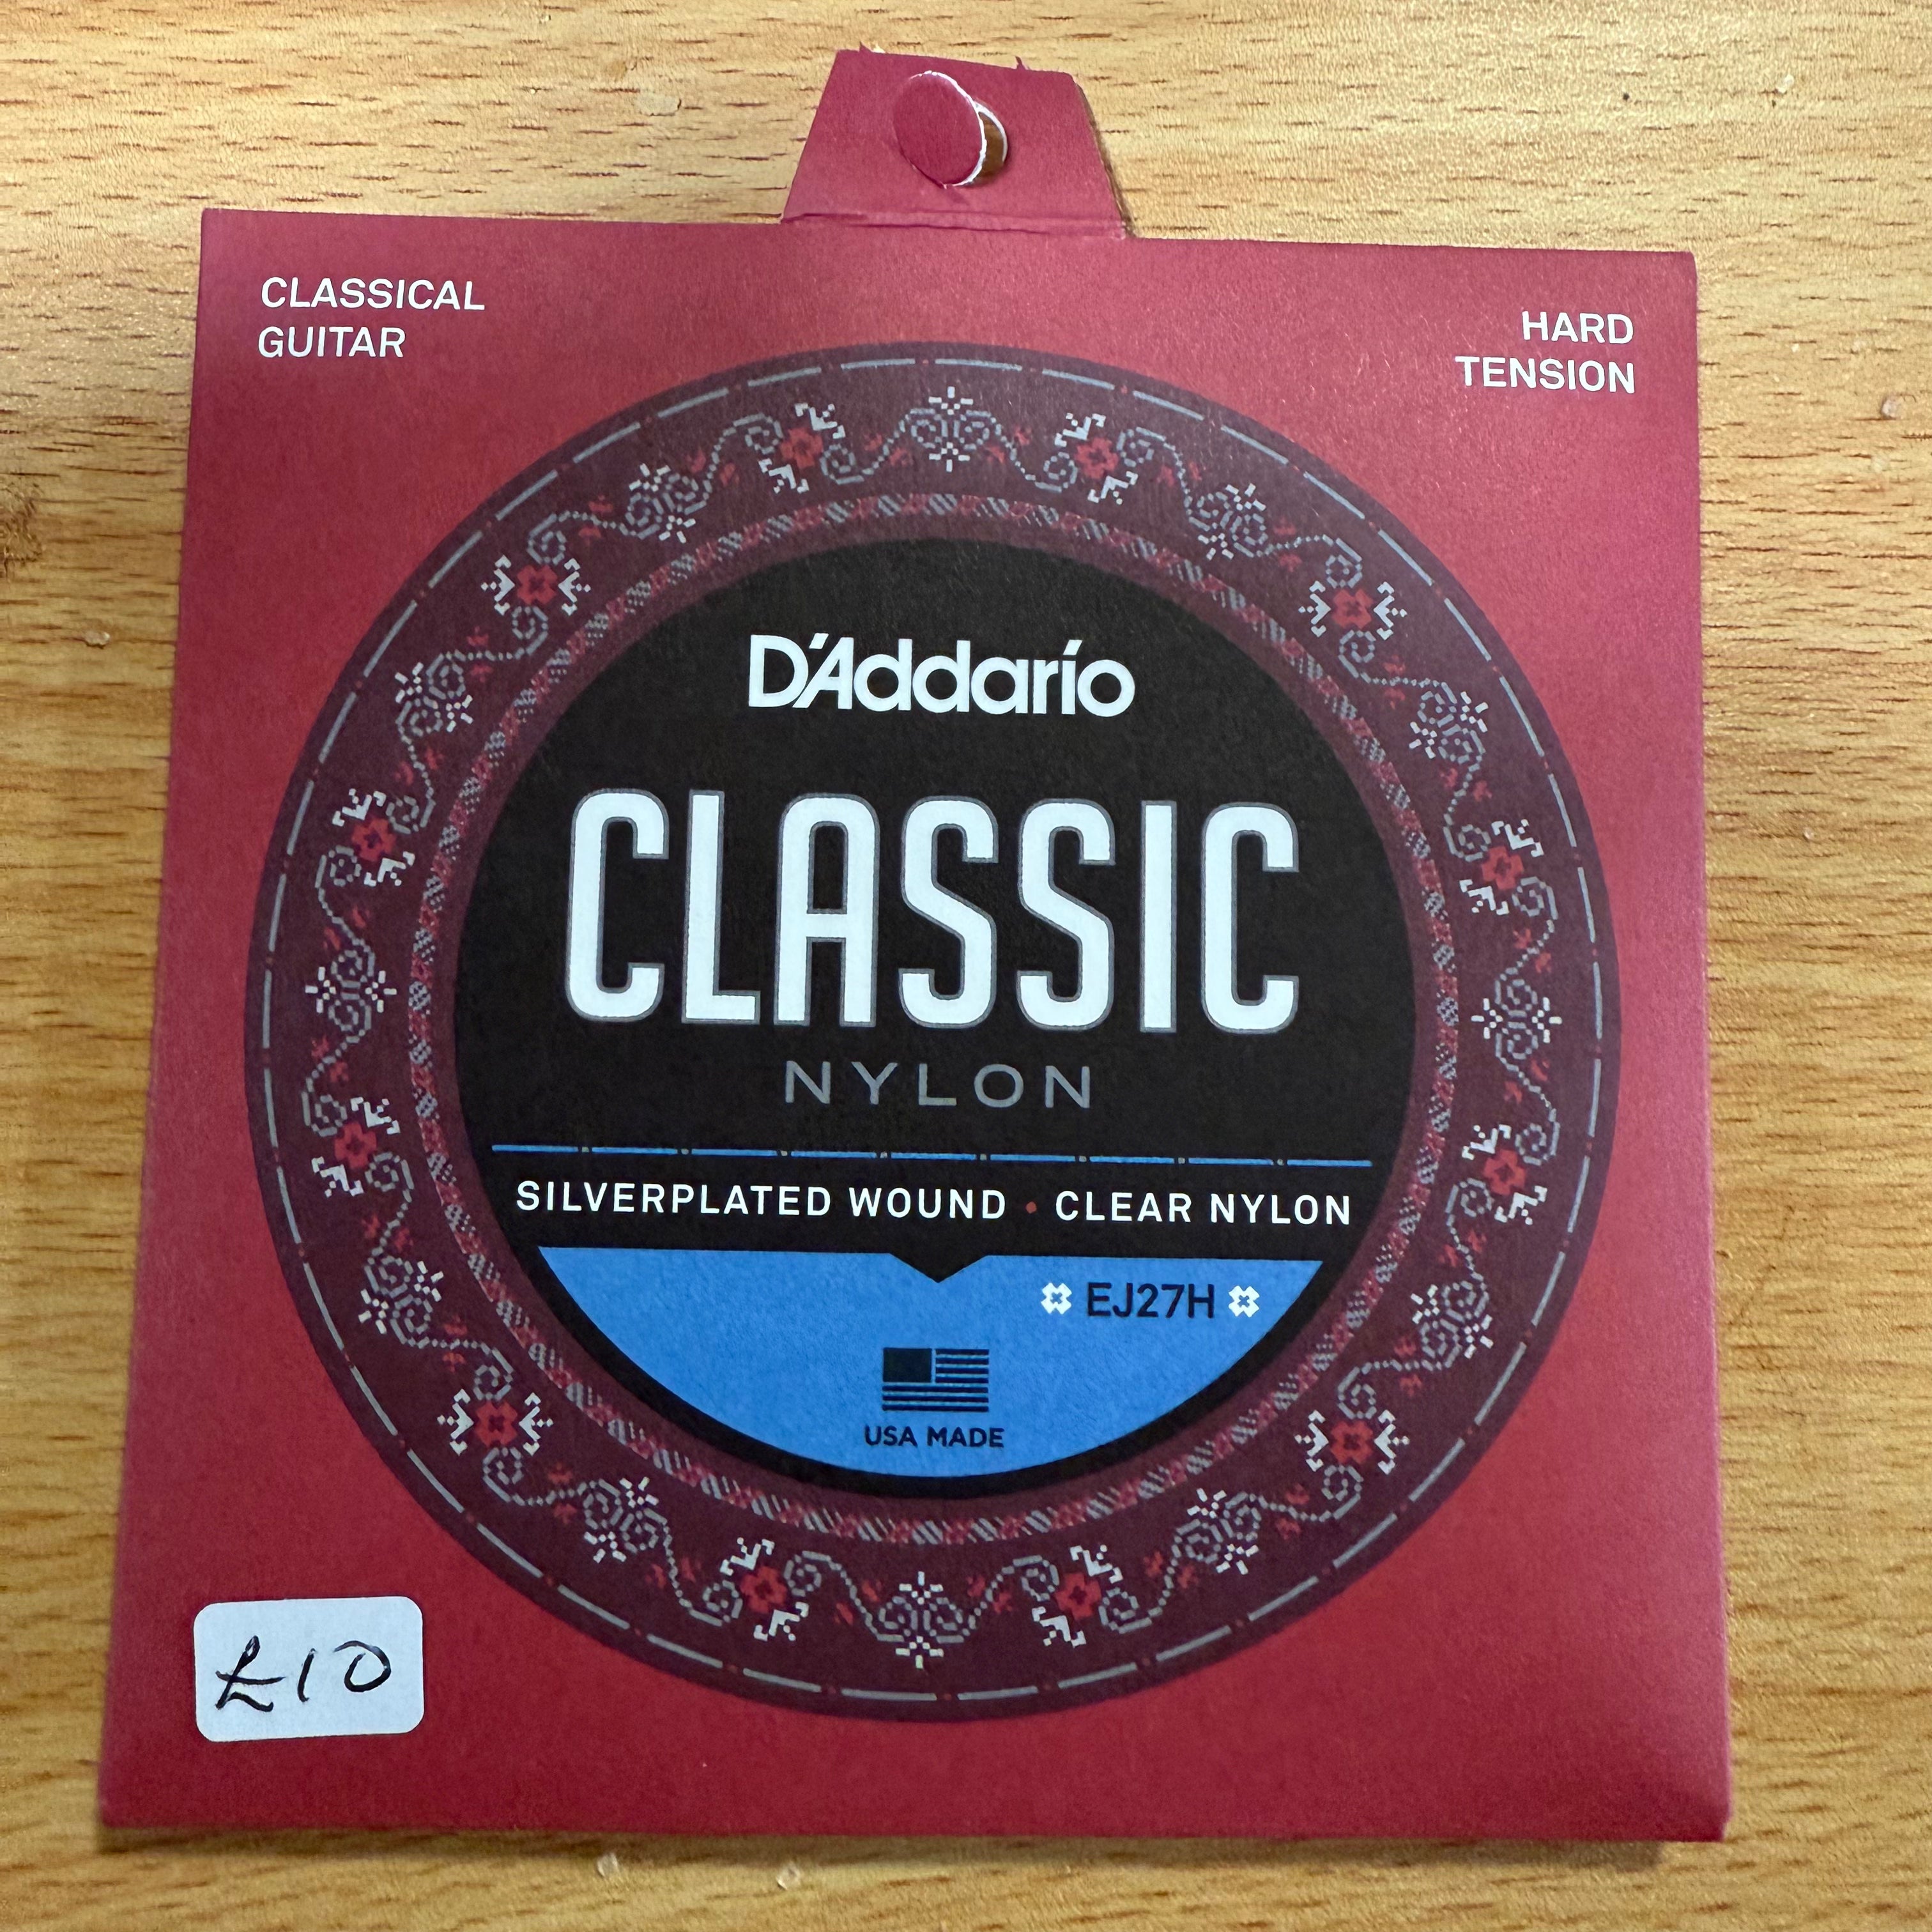 CLASSICAL
GUITAR
HARD
TENSION
D'Addarío
CLASSIC
NYLON
SILVERPLATED WOUND • CLEAR NYLON
EJ27H
USA MADE
£10